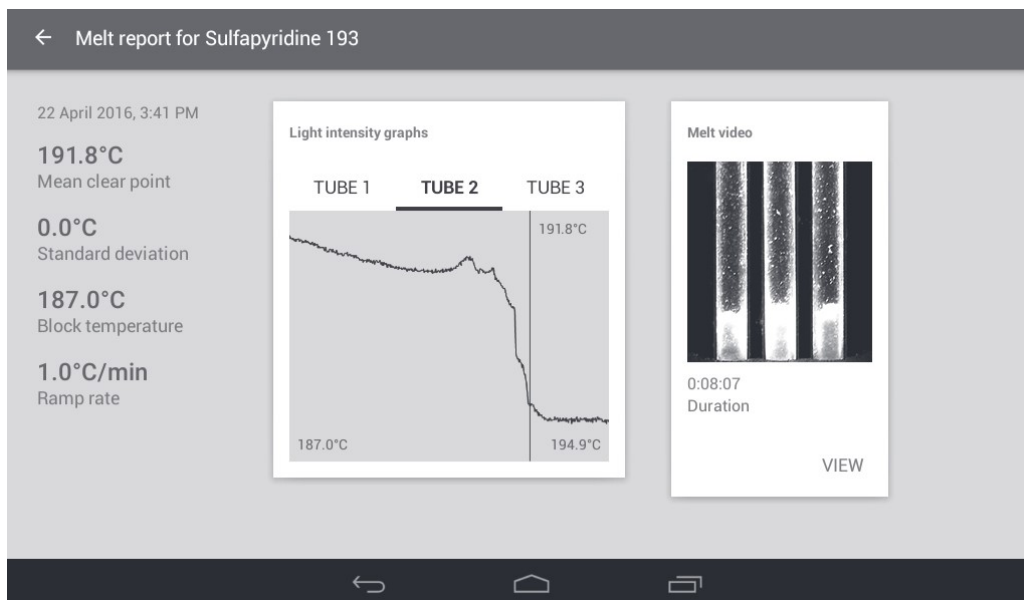 Melt report for Sulfapyridine 193
22 April 2016, 3:41 PM
191.8°C
Mean clear point
0.0°C
Standard deviation
187.0°C
Block temperature
1.0°C/min
Ramp rate
Light intensity graphs
TUBE 1 TUBE 2 TUBE 3
191.8°C
187.0°C 194.9°C
Melt video
0:08:07
Duration
VIEW